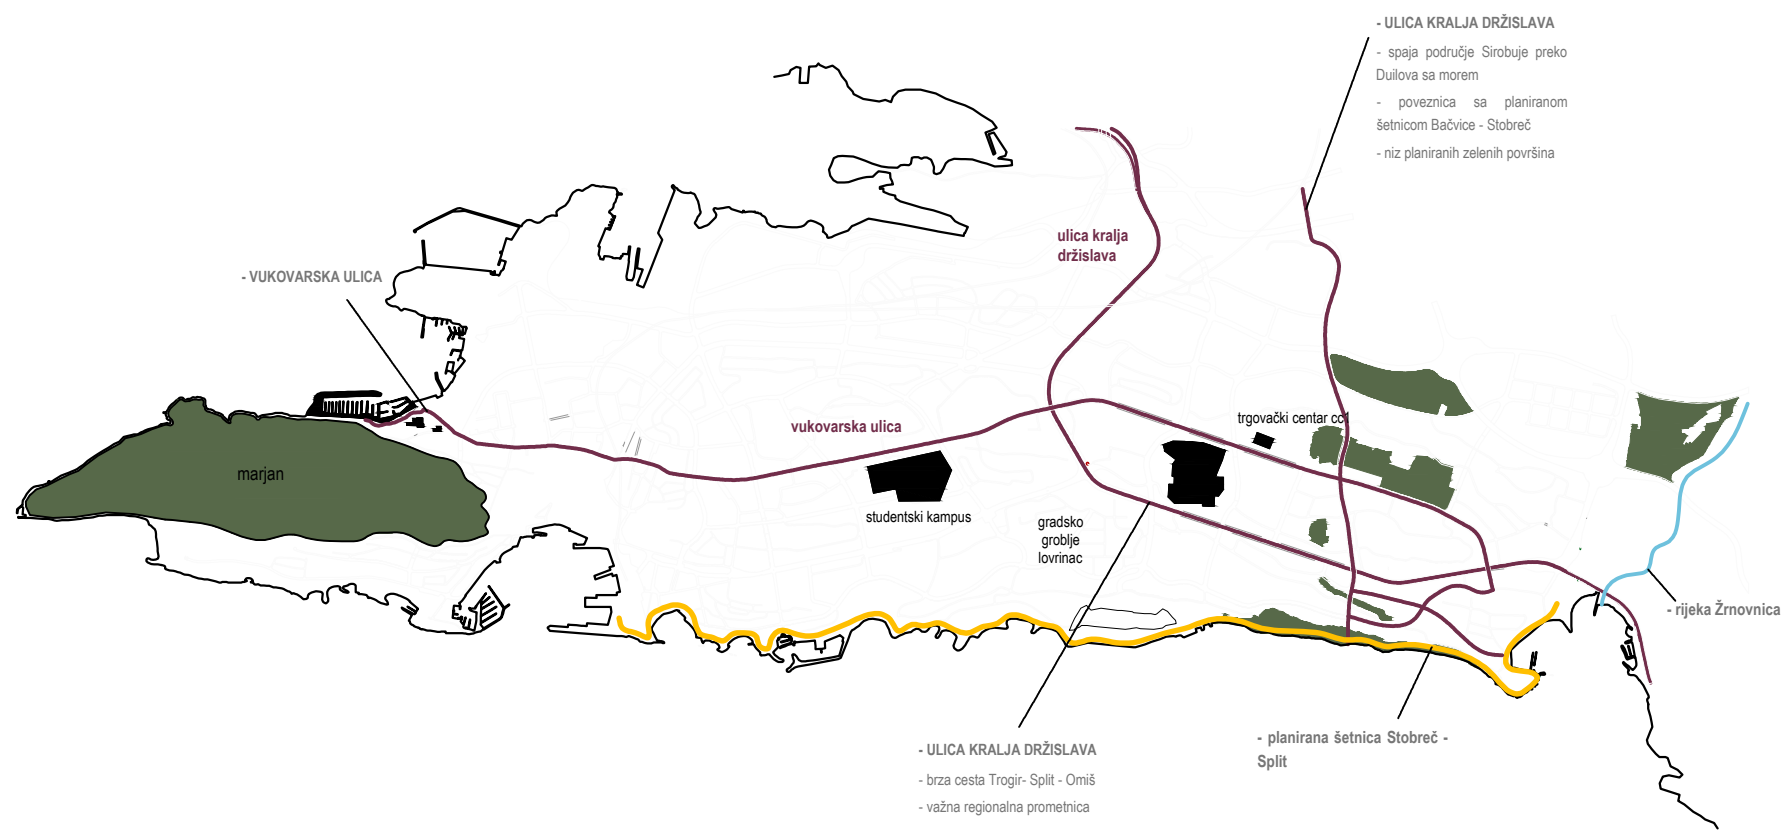 - ULICA KRALJA DRŽISLAVA
- spaja područje Sirobuje preko
Duilova sa morem
- poveznica sa planiranom
šetnicom Bačvice - Stobreč
- niz planiranih zelenih površina
ulica kralja
držislava
- VUKOVARSKA ULICA
vukovarska ulica
trgovački centar cc1
marjan
studentski kampus
gradsko
groblje
lovrinac
- rijeka Žrnovnica
- planirana šetnica Stobreč -
Split
- ULICA KRALJA DRŽISLAVA
- brza cesta Trogir- Split - Omiš
- važna regionalna prometnica